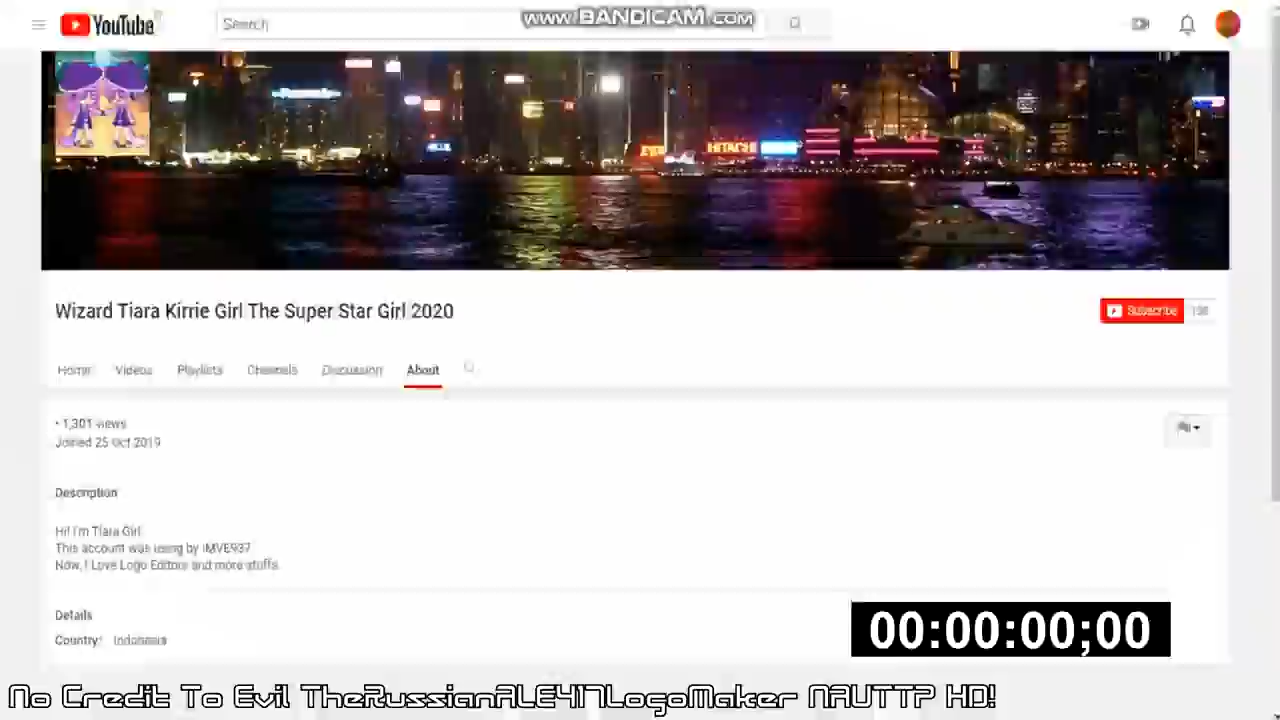 www.BANDICAM.com
YouTube
Search
HITACHI
Wizard Tiara Kirrie Girl The Super Star Girl 2020
Subscribe
Home Videos Playlists Channels Discussion About
• 1,301 views
Joined 25 Oct 2019
Description
Hi! I'm Tiara Girl
This account was using by IMVE937
Now, I Love Logo Editors and more stuffs
Details
Country: Indonesia
00:00:00;00
No Credit To Evil TheRussianALE417LogoMaker NAUTTP HD!